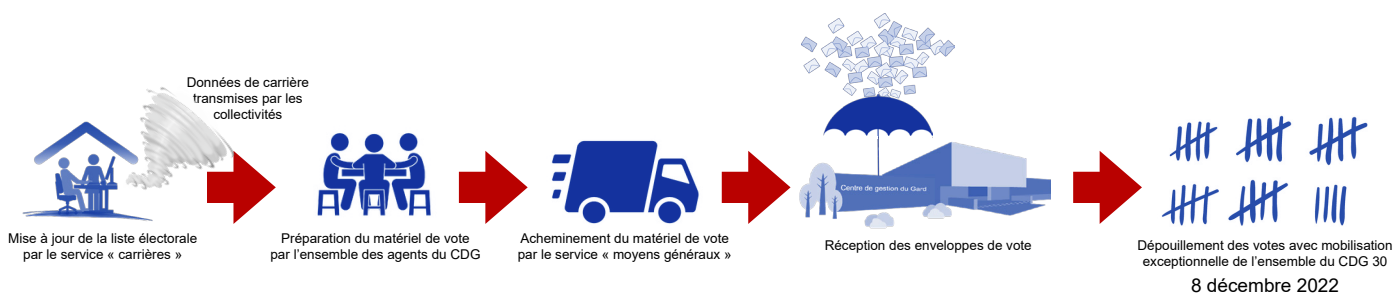 Données de carrière
transmises par les
collectivités
Mise à jour de la liste électorale
par le service « carrières »
Préparation du matériel de vote
par l'ensemble des agents du CDG
Acheminement du matériel de vote
par le service « moyens généraux »
Centre de gestion du Gard
Réception des enveloppes de vote
Dépouillement des votes avec mobilisation
exceptionnelle de l'ensemble du CDG 30
8 décembre 2022